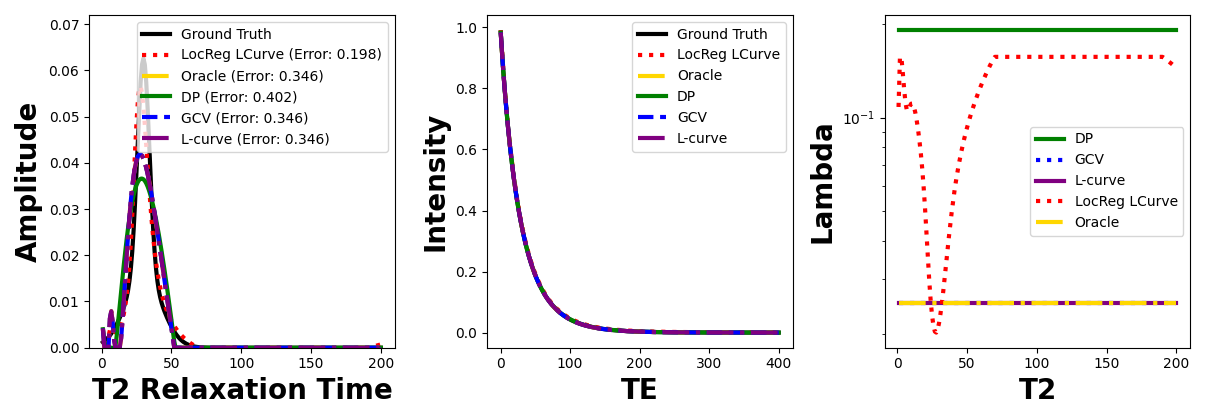 0.07
0.06
0.05
0.04
0.03
0.02
0.01
0.00
Amplitude
Ground Truth
LocReg LCurve (Error: 0.198)
Oracle (Error: 0.346)
DP (Error: 0.402)
GCV (Error: 0.346)
L-curve (Error: 0.346)
0 50 100 150 200
T2 Relaxation Time
1.0
0.8
0.6
0.4
0.2
0.0
Intensity
Ground Truth
LocReg LCurve
Oracle
DP
GCV
L-curve
0 100 200 300 400
TE
10⁻¹
Lambda
DP
GCV
L-curve
LocReg LCurve
Oracle
0 50 100 150 200
T2